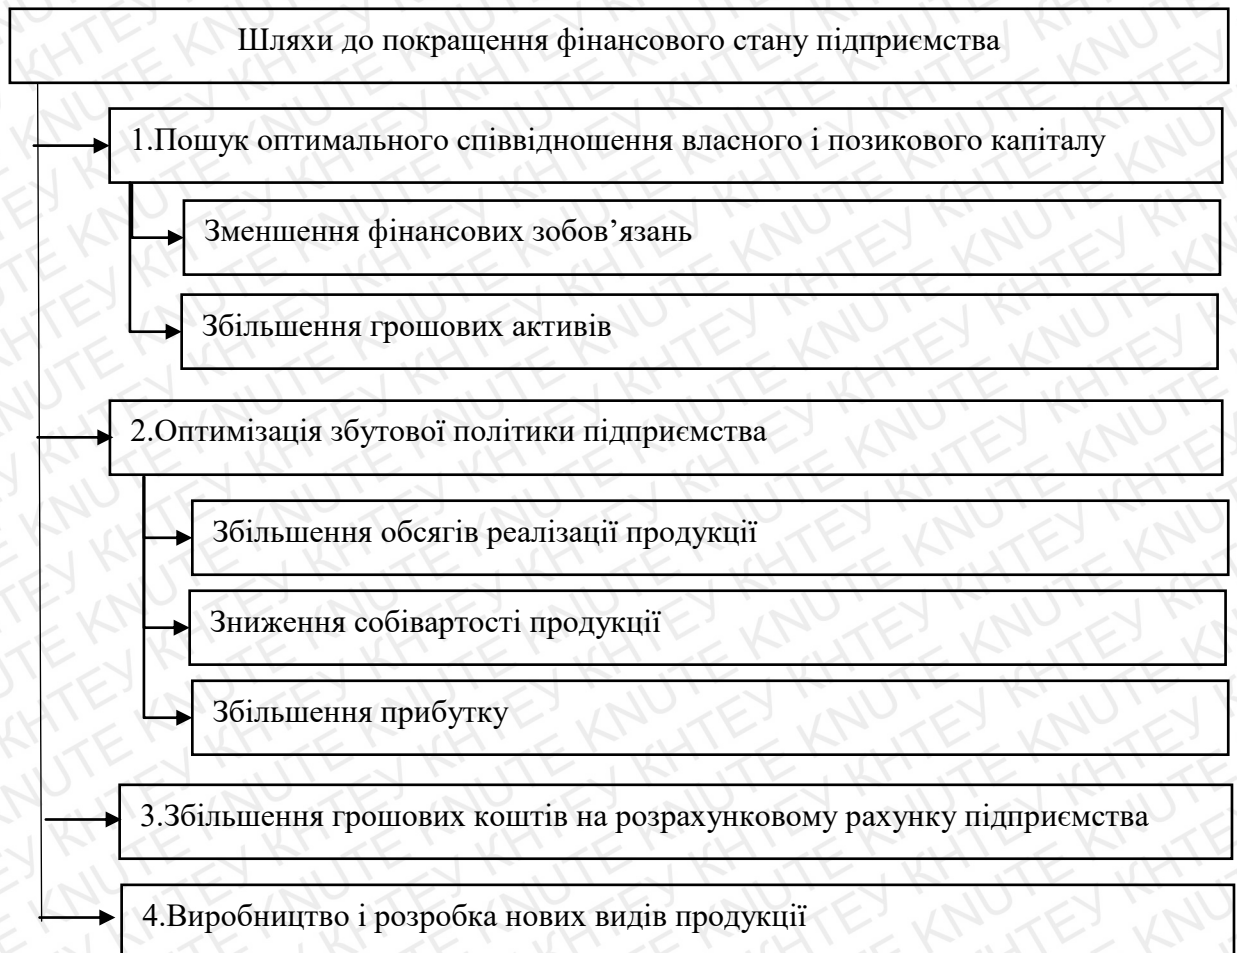 Шляхи до покращення фінансового стану підприємства
1.Пошук оптимального співвідношення власного і позикового капіталу
Зменшення фінансових зобов’язань
Збільшення грошових активів
2.Оптимізація збутової політики підприємства
Збільшення обсягів реалізації продукції
Зниження собівартості продукції
Збільшення прибутку
3.Збільшення грошових коштів на розрахунковому рахунку підприємства
4.Виробництво і розробка нових видів продукції